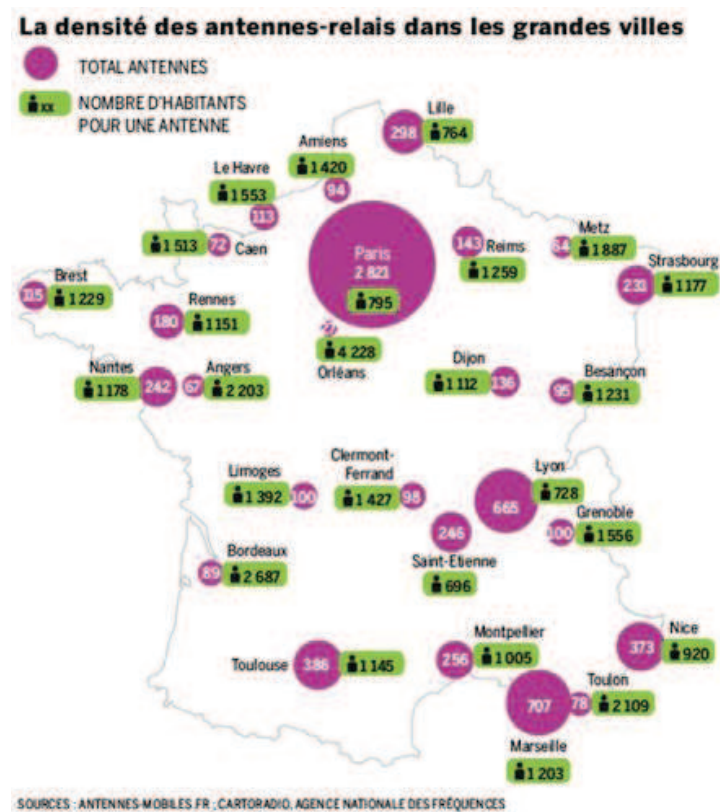 La densité des antennes-relais dans les grandes villes
TOTAL ANTENNES
xx NOMBRE D'HABITANTS
POUR UNE ANTENNE
Lille
298 764
Amiens
1 420
94
Le Havre
1 553
113
1 513 72 Caen
Paris
2 821
795
143 Reims
1 259
Metz
64 1 887
Strasbourg
231 1 177
Brest
115 1 229
Rennes
180 1 151
4 228
Orléans
Nantes
1 178 242
Angers
67 2 203
Dijon
1 112 136
Besançon
95 1 231
Limoges
1 392 100
Clermont-
Ferrand
1 427 98
Lyon
665 728
Grenoble
100 1 556
246
Saint-Etienne
696
Bordeaux
89 2 687
Toulouse 386 1 145
Montpellier
256 1 005
Nice
373 920
Toulon
78 2 109
707
Marseille
1 203
SOURCES : ANTENNES-MOBILES.FR ; CARTORADIO, AGENCE NATIONALE DES FRÉQUENCES